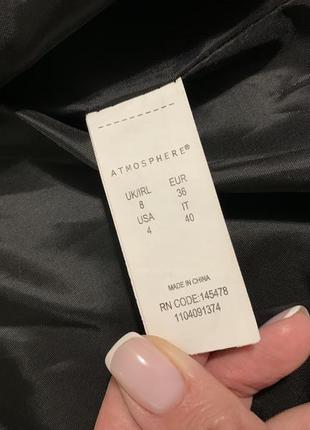 ATMOSPHERE®
UK/IRL EUR
8 36
USA IT
4 40
MADE IN CHINA
RN CODE:145478
1104091374